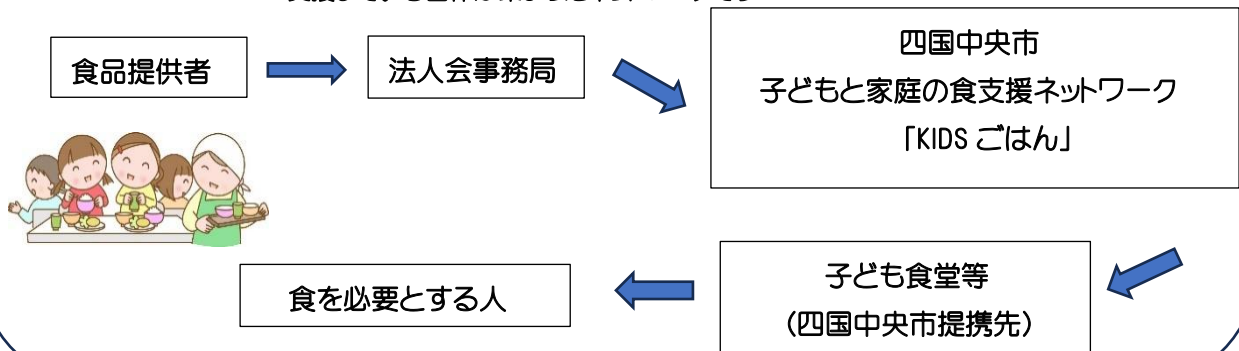 食品提供者
法人会事務局
四国中央市
子どもと家庭の食支援ネットワーク
「KIDS ごはん」
子ども食堂等
(四国中央市提携先)
食を必要とする人